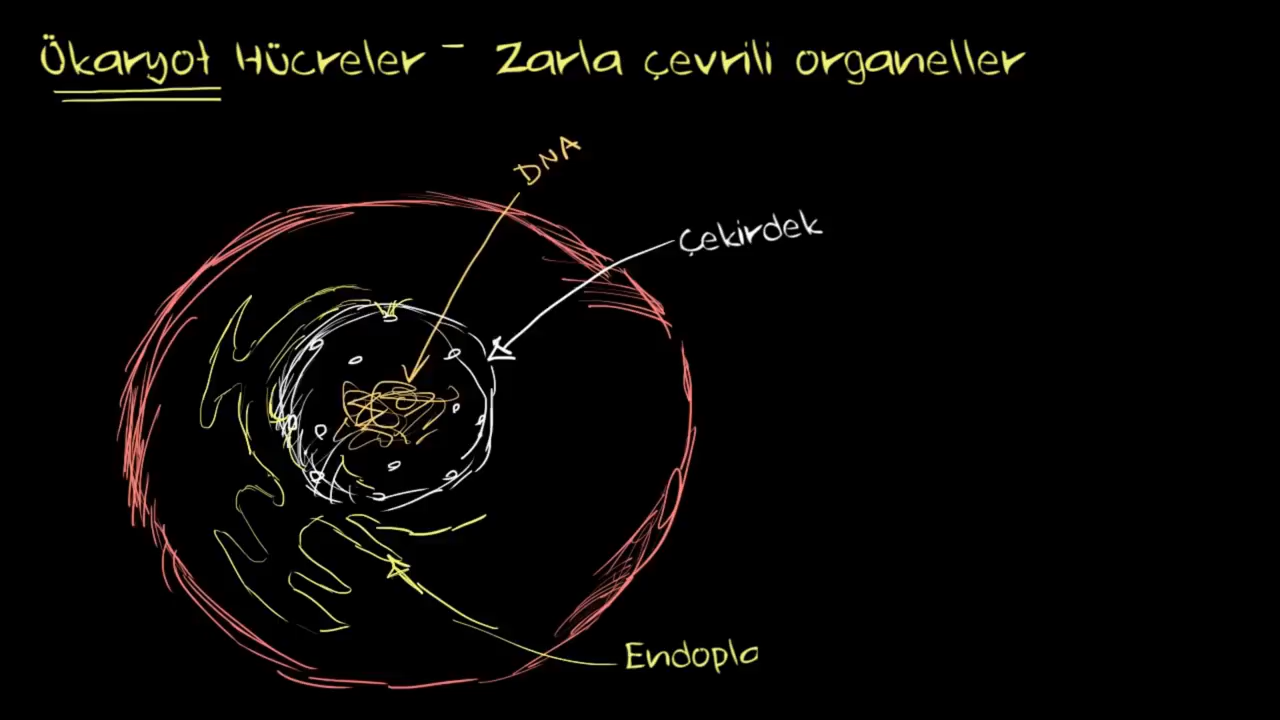 Ökaryot Hücreler - Zarla çevrili organeller
DNA
Çekirdek
Endopla